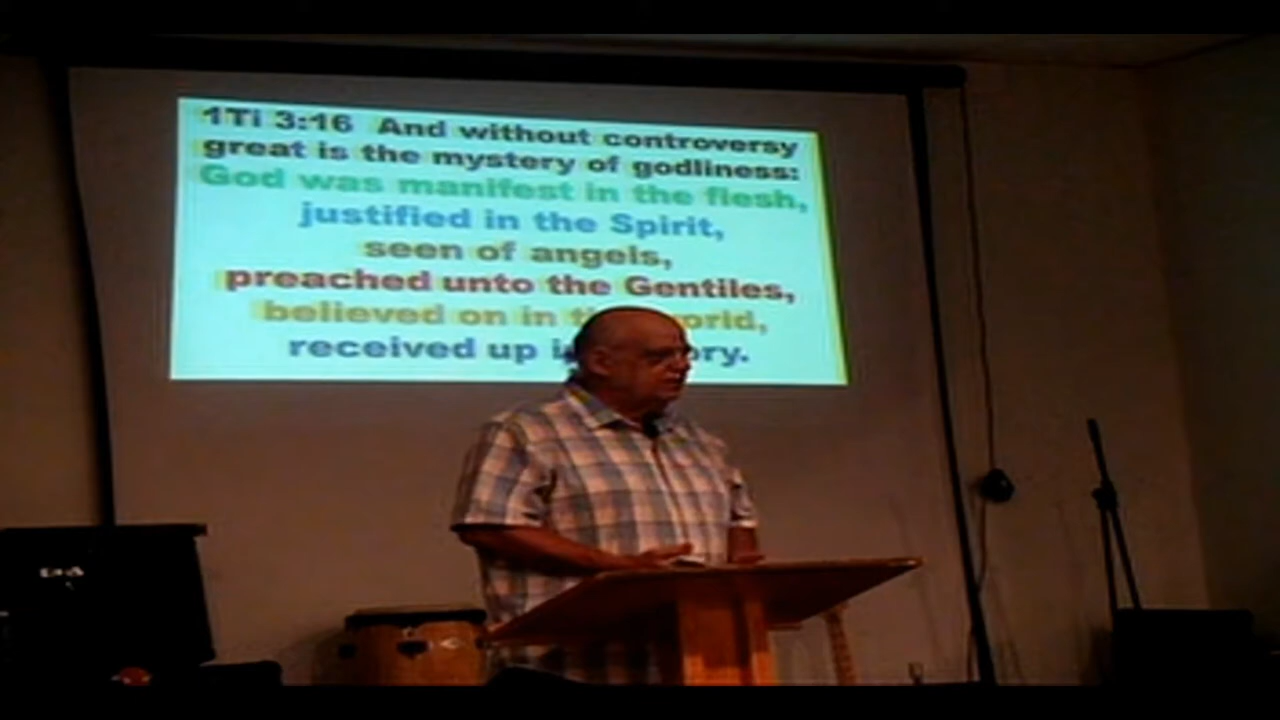 1Ti 3:16 And without controversy
great is the mystery of godliness:
God was manifest in the flesh,
justified in the Spirit,
seen of angels,
preached unto the Gentiles,
believed on in
received up